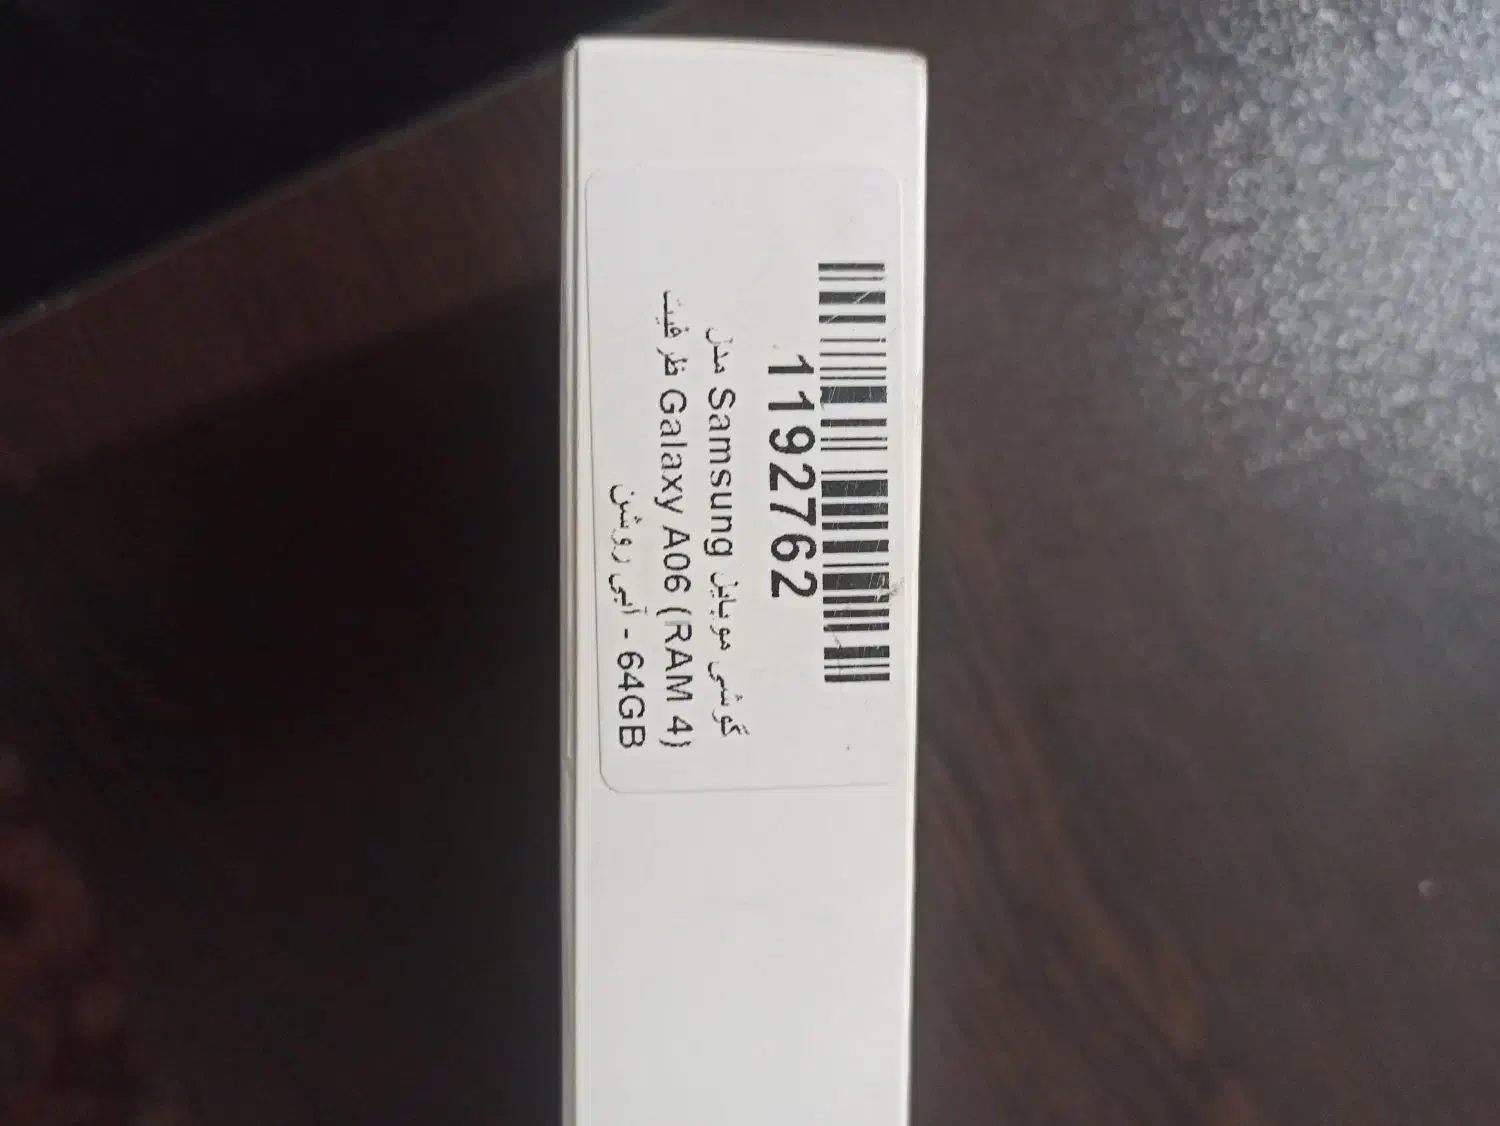 1192762
گوشی موبایل Samsung مدل
Galaxy A06 (RAM 4) ظرفیت
64GB - آبی روشن